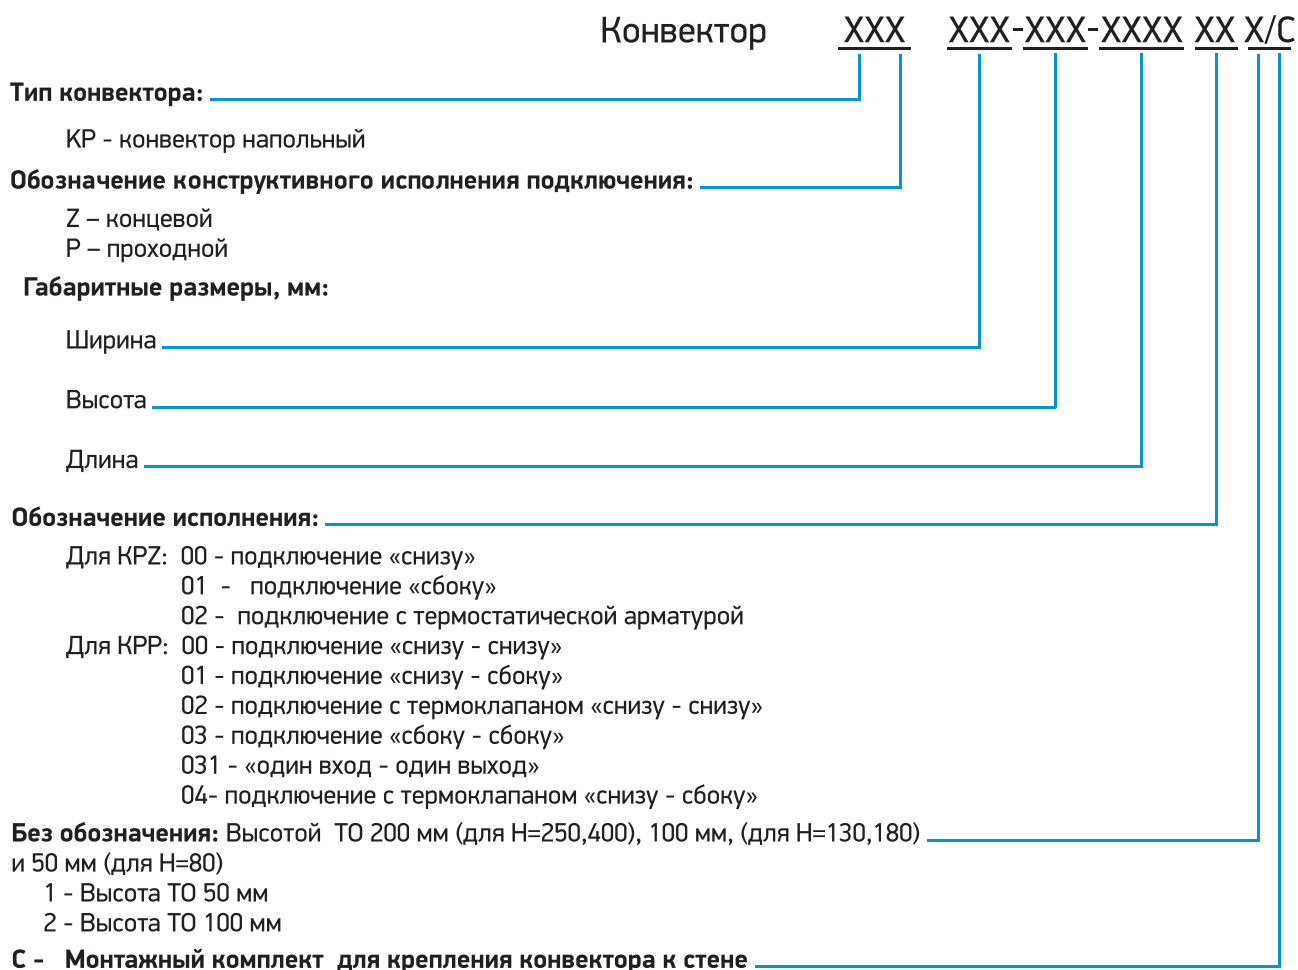 Конвектор XXX XXX-XXX-XXXX XX X/C
Тип конвектора:
КР - конвектор напольный
Обозначение конструктивного исполнения подключения:
Z – концевой
P – проходной
Габаритные размеры, мм:
Ширина
Высота
Длина
Обозначение исполнения:
Для КРZ: 00 - подключение «снизу»
01 - подключение «сбоку»
02 - подключение с термостатической арматурой
Для КРР: 00 - подключение «снизу - снизу»
01 - подключение «снизу - сбоку»
02 - подключение с термоклапаном «снизу - снизу»
03 - подключение «сбоку - сбоку»
031 - «один вход - один выход»
04- подключение с термоклапаном «снизу - сбоку»
Без обозначения: Высотой ТО 200 мм (для Н=250,400), 100 мм, (для Н=130,180)
и 50 мм (для Н=80)
1 - Высота ТО 50 мм
2 - Высота ТО 100 мм
С - Монтажный комплект для крепления конвектора к стене